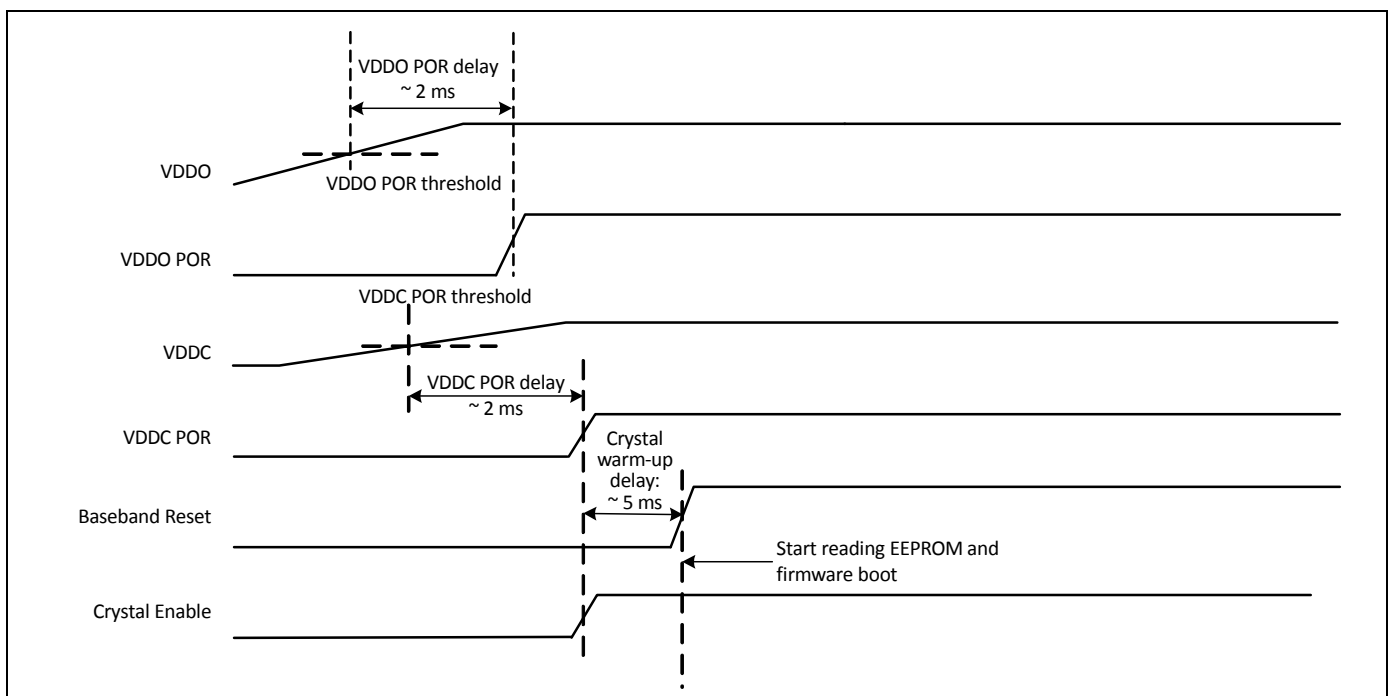 VDDO POR delay
~ 2 ms
VDDO
VDDO POR threshold
VDDO POR
VDDC POR threshold
VDDC
VDDC POR delay
~ 2 ms
VDDC POR
Crystal
warm-up
delay:
~ 5 ms
Baseband Reset
Start reading EEPROM and
firmware boot
Crystal Enable